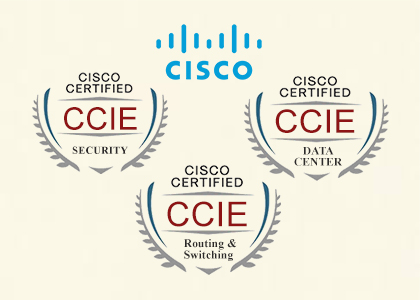 CISCO
CISCO
CERTIFIED
CCIE
SECURITY
CISCO
CERTIFIED
CCIE
DATA
CENTER
CISCO
CERTIFIED
CCIE
Routing &
Switching